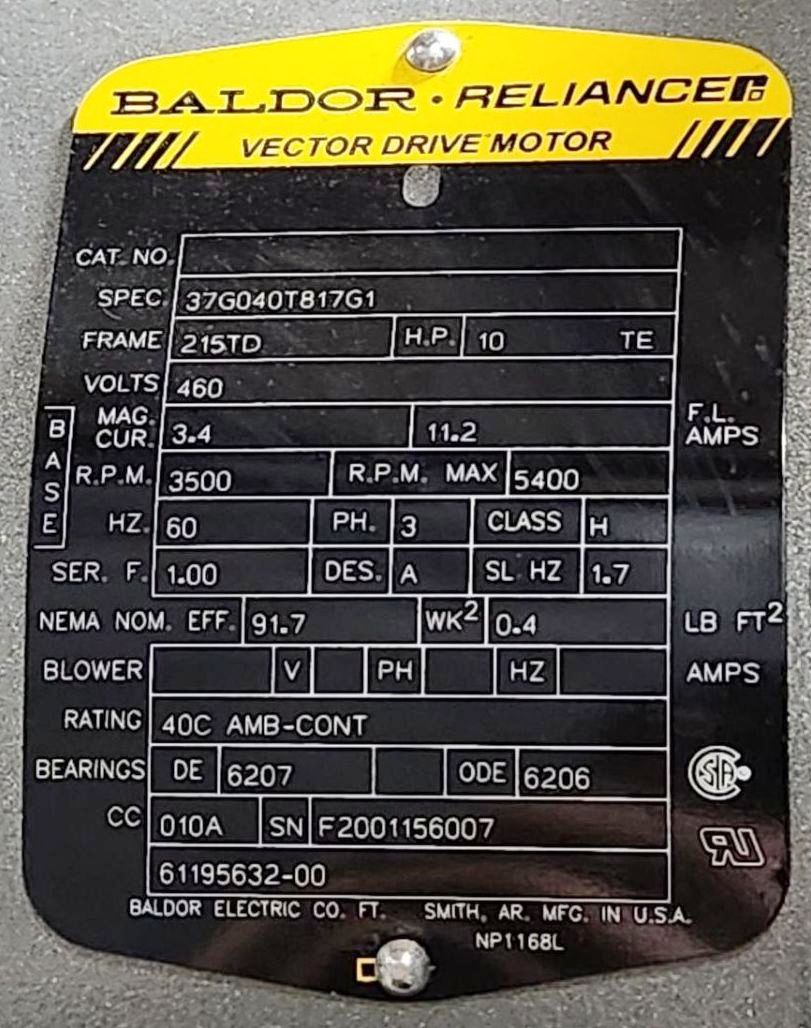 BALDOR · RELIANCER
VECTOR DRIVE MOTOR
CAT. NO.
SPEC 37G040T817G1
FRAME 215TD H.P. 10 TE
VOLTS 460
BASE
MAG. CUR. 3.4 11.2 F.L. AMPS
R.P.M. 3500 R.P.M. MAX 5400
HZ. 60 PH. 3 CLASS H
SER. F. 1.00 DES. A SL HZ 1.7
NEMA NOM. EFF. 91.7 WK² 0.4 LB FT²
BLOWER V PH HZ AMPS
RATING 40C AMB-CONT
BEARINGS DE 6207 ODE 6206
CC 010A SN F2001156007
61195632-00
BALDOR ELECTRIC CO. FT. SMITH, AR. MFG. IN U.S.A.
NP1168L